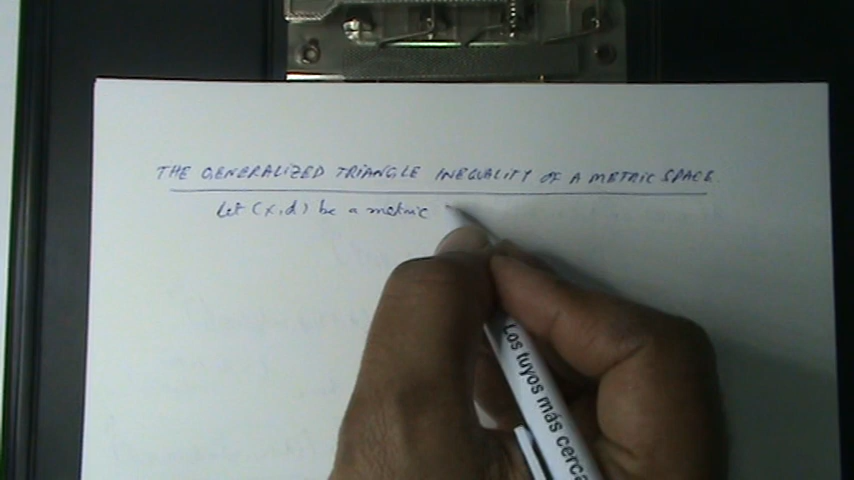 THE GENERALIZED TRIANGLE INEQUALITY OF A METRIC SPACE
Let (X,d) be a metric
Los tuyos más cerca